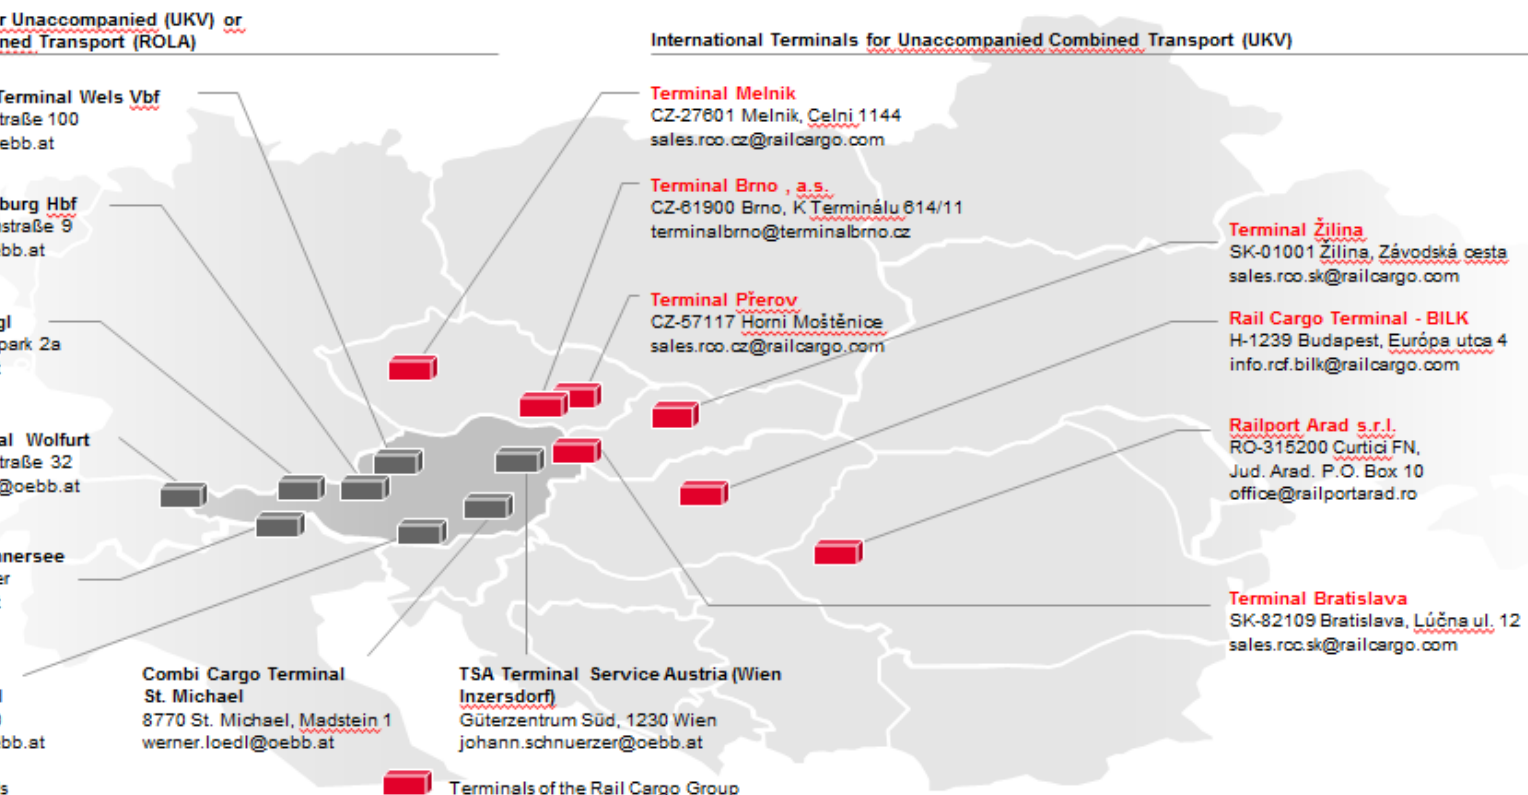 r Unaccompanied (UKV) or
ned Transport (ROLA)
Terminal Wels Vbf
traße 100
ebb.at
burg Hbf
straße 9
bb.at
gl
park 2a
al Wolfurt
traße 32
@oebb.at
nersee
er
bb.at
s
Combi Cargo Terminal
St. Michael
8770 St. Michael, Madstein 1
werner.loedl@oebb.at
TSA Terminal Service Austria (Wien
Inzersdorf)
Güterzentrum Süd, 1230 Wien
johann.schnuerzer@oebb.at
Terminals of the Rail Cargo Group
International Terminals for Unaccompanied Combined Transport (UKV)
Terminal Melnik
CZ-27601 Melnik, Celni 1144
sales.rco.cz@railcargo.com
Terminal Brno , a.s.
CZ-61900 Brno, K Terminálu 614/11
terminalbrno@terminalbrno.cz
Terminal Přerov
CZ-57117 Horni Moštěnice
sales.rco.cz@railcargo.com
Terminal Žilina
SK-01001 Žilina, Závodská cesta
sales.rco.sk@railcargo.com
Rail Cargo Terminal - BILK
H-1239 Budapest, Európa utca 4
info.rcf.bilk@railcargo.com
Railport Arad s.r.l.
RO-315200 Curtici FN,
Jud. Arad. P.O. Box 10
office@railportarad.ro
Terminal Bratislava
SK-82109 Bratislava, Lúčna ul. 12
sales.rcc.sk@railcargo.com